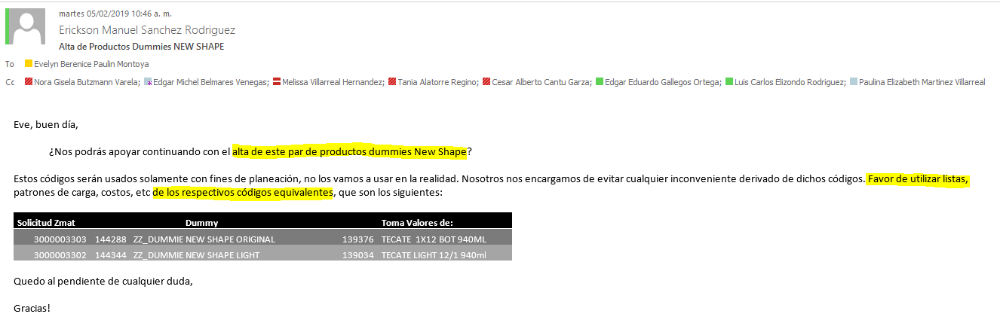 martes 05/02/2019 10:46 a. m.
Erickson Manuel Sanchez Rodriguez
Alta de Productos Dummies NEW SHAPE
To Evelyn Berenice Paulin Montoya
Cc Nora Gisela Butzmann Varela; Edgar Michel Belmares Venegas; Melissa Villarreal Hernandez; Tania Alatorre Regino; Cesar Alberto Cantu Garza; Edgar Eduardo Gallegos Ortega; Luis Carlos Elizondo Rodriguez; Paulina Elizabeth Martinez Villarreal
Eve, buen día,
¿Nos podrás apoyar continuando con el alta de este par de productos dummies New Shape?
Estos códigos serán usados solamente con fines de planeación, no los vamos a usar en la realidad. Nosotros nos encargamos de evitar cualquier inconveniente derivado de dichos códigos. Favor de utilizar listas,
patrones de carga, costos, etc de los respectivos códigos equivalentes, que son los siguientes:
Solicitud Zmat Dummy Toma Valores de:
3000003303 144288 ZZ_DUMMIE NEW SHAPE ORIGINAL 139376 TECATE 1X12 BOT 940ML
3000003302 144344 ZZ_DUMMIE NEW SHAPE LIGHT 139034 TECATE LIGHT 12/1 940ml
Quedo al pendiente de cualquier duda,
Gracias!